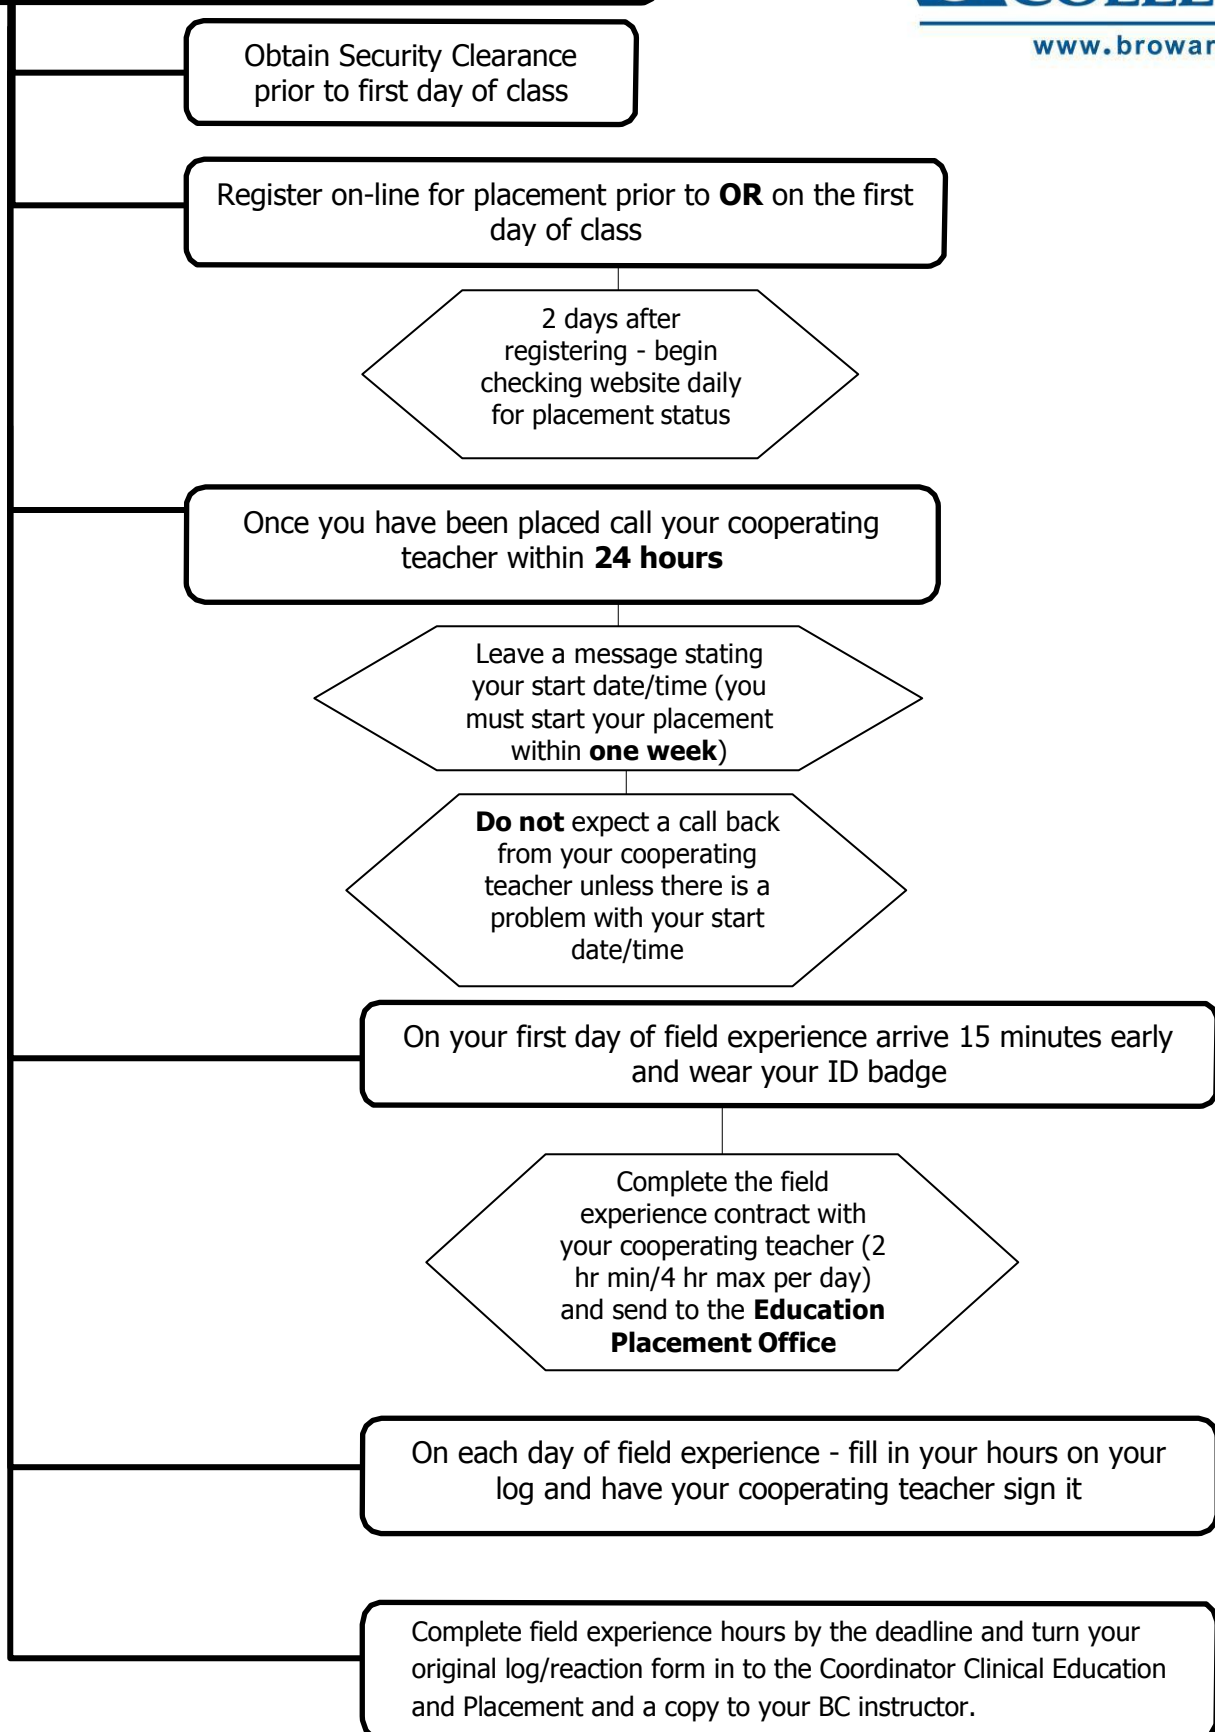 www.browar
Obtain Security Clearance
prior to first day of class
Register on-line for placement prior to OR on the first
day of class
2 days after
registering - begin
checking website daily
for placement status
Once you have been placed call your cooperating
teacher within 24 hours
Leave a message stating
your start date/time (you
must start your placement
within one week)
Do not expect a call back
from your cooperating
teacher unless there is a
problem with your start
date/time
On your first day of field experience arrive 15 minutes early
and wear your ID badge
Complete the field
experience contract with
your cooperating teacher (2
hr min/4 hr max per day)
and send to the Education
Placement Office
On each day of field experience - fill in your hours on your
log and have your cooperating teacher sign it
Complete field experience hours by the deadline and turn your
original log/reaction form in to the Coordinator Clinical Education
and Placement and a copy to your BC instructor.